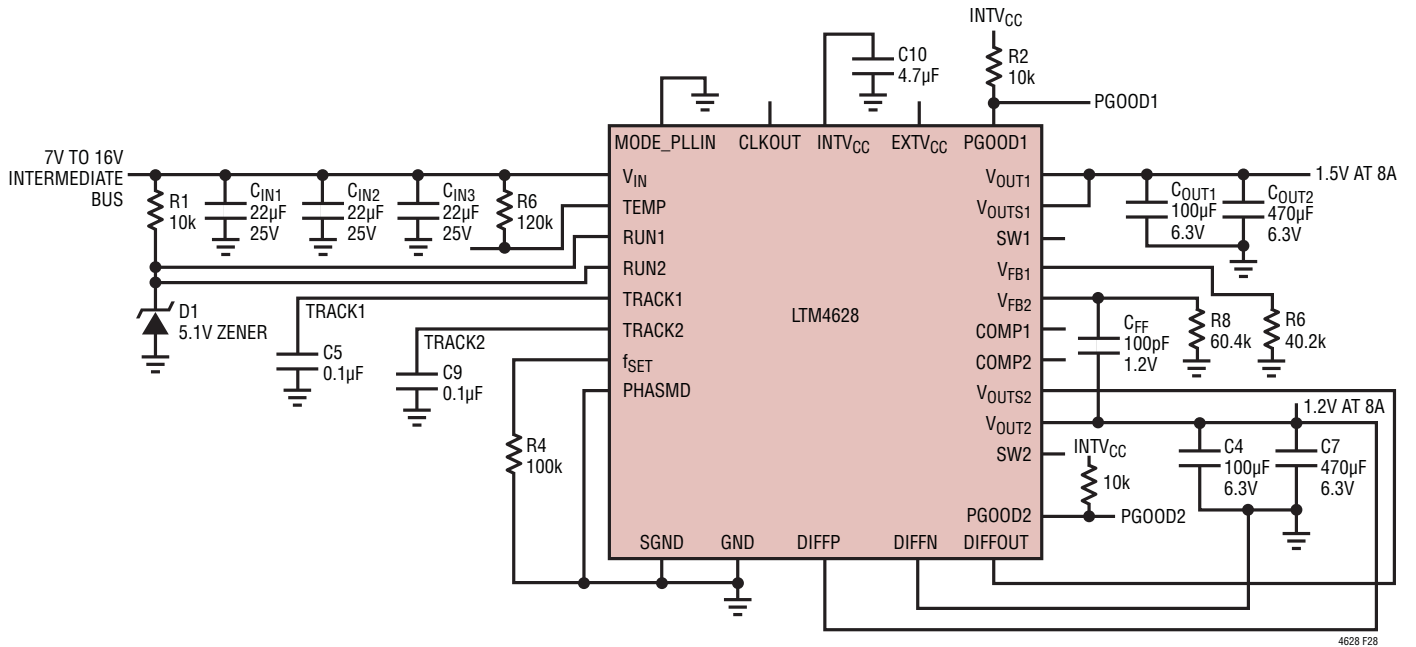 INTVCC
C10
4.7µF
R2
10k
PGOOD1
MODE_PLLIN
CLKOUT
INTVCC
EXTVCC
PGOOD1
7V TO 16V
INTERMEDIATE
BUS
R1
10k
CIN1
22µF
25V
CIN2
22µF
25V
CIN3
22µF
25V
R6
120k
VIN
TEMP
RUN1
RUN2
TRACK1
TRACK2
fSET
PHASMD
LTM4628
VOUT1
VOUTS1
SW1
VFB1
VFB2
COMP1
COMP2
VOUTS2
VOUT2
SW2
PGOOD2
1.5V AT 8A
COUT1
100µF
6.3V
COUT2
470µF
6.3V
D1
5.1V ZENER
TRACK1
C5
0.1µF
TRACK2
C9
0.1µF
R4
100k
CFF
100pF
1.2V
R8
60.4k
R6
40.2k
1.2V AT 8A
INTVCC
10k
C4
100µF
6.3V
C7
470µF
6.3V
PGOOD2
SGND
GND
DIFFP
DIFFN
DIFFOUT
4628 F28